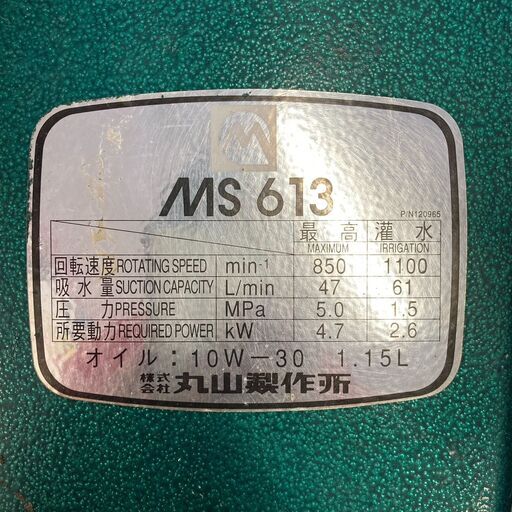 M
MS 613
P/N120965
最高 灌水
MAXIMUM IRRIGATION
回転速度 ROTATING SPEED min-1 850 1100
吸水量 SUCTION CAPACITY L/min 47 61
圧力 PRESSURE MPa 5.0 1.5
所要動力 REQUIRED POWER kW 4.7 2.6
オイル:10W-30 1.15L
株式会社 丸山製作所